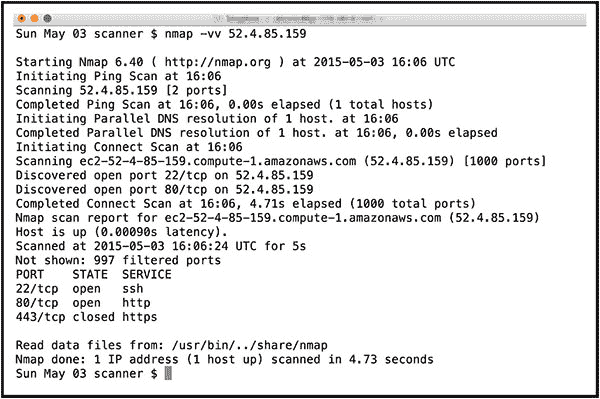 Sun May 03 scanner $ nmap -vv 52.4.85.159
Starting Nmap 6.40 ( http://nmap.org ) at 2015-05-03 16:06 UTC
Initiating Ping Scan at 16:06
Scanning 52.4.85.159 [2 ports]
Completed Ping Scan at 16:06, 0.00s elapsed (1 total hosts)
Initiating Parallel DNS resolution of 1 host. at 16:06
Completed Parallel DNS resolution of 1 host. at 16:06, 0.00s elapsed
Initiating Connect Scan at 16:06
Scanning ec2-52-4-85-159.compute-1.amazonaws.com (52.4.85.159) [1000 ports]
Discovered open port 22/tcp on 52.4.85.159
Discovered open port 80/tcp on 52.4.85.159
Completed Connect Scan at 16:06, 4.71s elapsed (1000 total ports)
Nmap scan report for ec2-52-4-85-159.compute-1.amazonaws.com (52.4.85.159)
Host is up (0.00090s latency).
Scanned at 2015-05-03 16:06:24 UTC for 5s
Not shown: 997 filtered ports
PORT    STATE  SERVICE
22/tcp  open   ssh
80/tcp  open   http
443/tcp closed https
Read data files from: /usr/bin/../share/nmap
Nmap done: 1 IP address (1 host up) scanned in 4.73 seconds
Sun May 03 scanner $